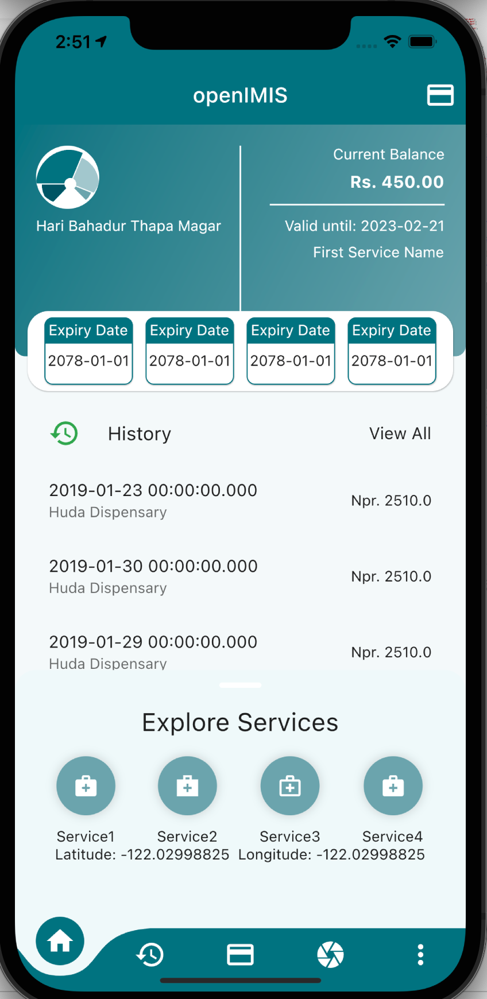 2:51
openIMIS
Current Balance
Rs. 450.00
Hari Bahadur Thapa Magar
Valid until: 2023-02-21
First Service Name
Expiry Date Expiry Date Expiry Date Expiry Date
2078-01-01 2078-01-01 2078-01-01 2078-01-01
History View All
2019-01-23 00:00:00.000
Huda Dispensary
Npr. 2510.0
2019-01-30 00:00:00.000
Huda Dispensary
Npr. 2510.0
2019-01-29 00:00:00.000
Huda Dispensary
Npr. 2510.0
Explore Services
Service1 Service2 Service3 Service4
Latitude: -122.02998825 Longitude: -122.02998825